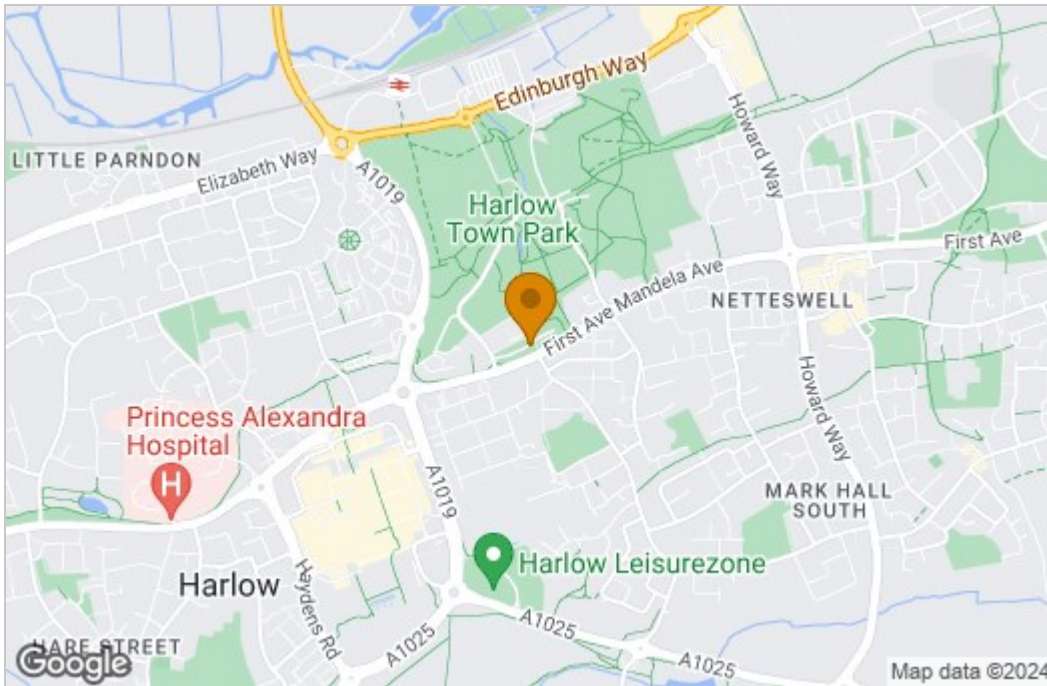 Edinburgh Way
LITTLE PARNDON
Elizabeth Way
A1019
Howard Way
Harlow
Town Park
First Ave
First Ave Mandela Ave
NETTESWELL
Howard Way
Princess Alexandra
Hospital
H
A1019
MARK HALL
SOUTH
Harlow Leisurezone
Harlow
Haydens Rd
A1025
A1025
A1025
HARE STREET
Google
Map data ©2024